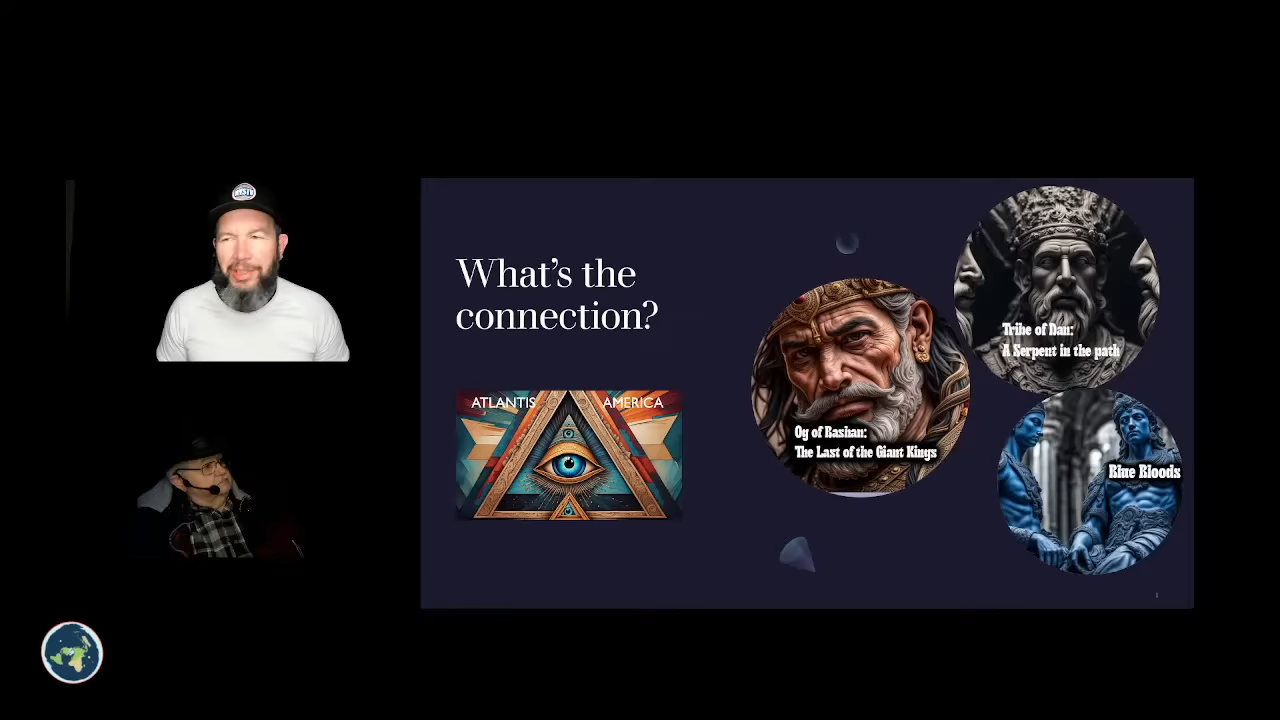 What's the
connection?
ATLANTIS AMERICA
Og of Bashan:
The Last of the Giant Kings
Tribe of Dan:
A Serpent in the path
Blue Bloods